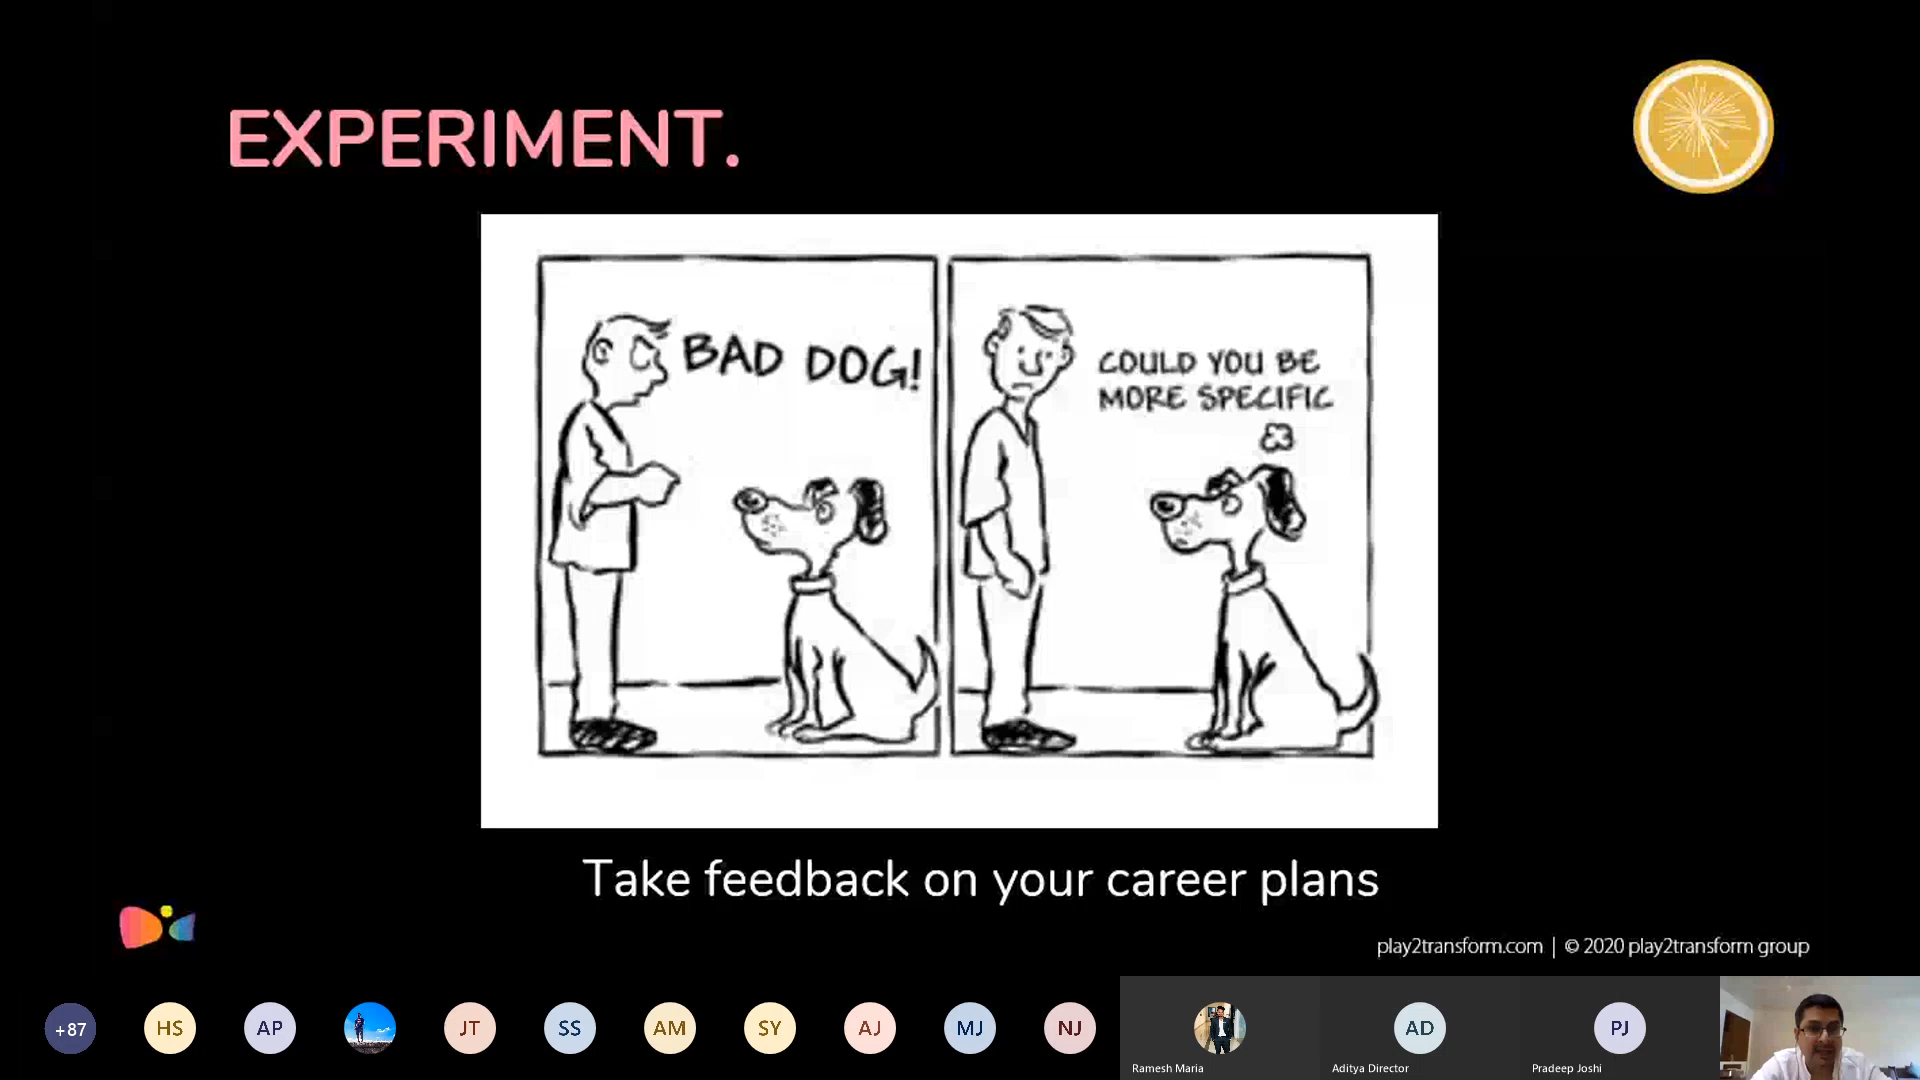 EXPERIMENT.
BAD DOG!
COULD YOU BE
MORE SPECIFIC
Take feedback on your career plans
play2transform.com | © 2020 play2transform group
+87
HS
AP
JT
SS
AM
SY
AJ
MJ
NJ
AD
PJ
Ramesh Maria
Aditya Director
Pradeep Joshi